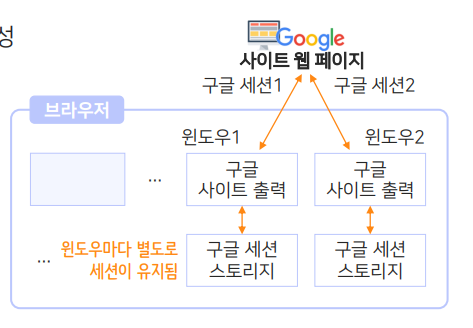 성
Google
사이트 웹 페이지
구글 세션1
구글 세션2
브라우저
윈도우1
윈도우2
...
구글
사이트 출력
구글
사이트 출력
...
윈도우마다 별도로
세션이 유지됨
구글 세션
스토리지
구글 세션
스토리지